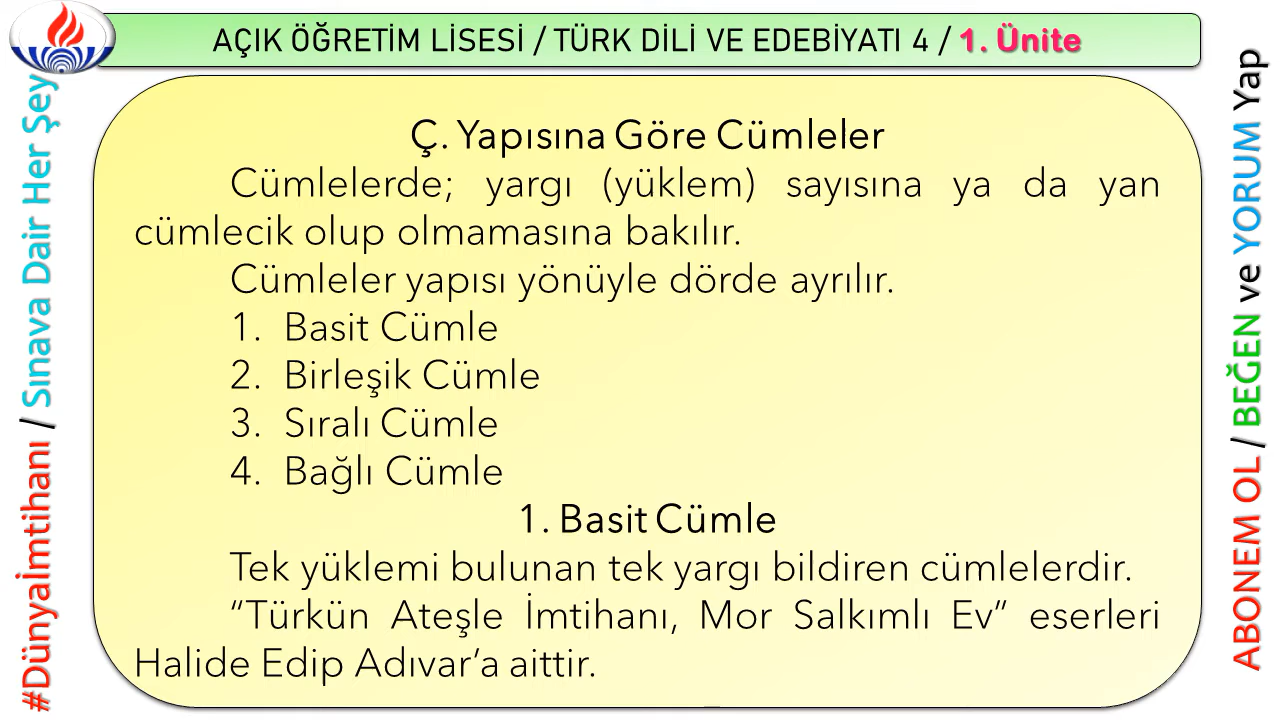 AÇIK ÖĞRETİM LİSESİ / TÜRK DİLİ VE EDEBİYATI 4 / 1. Ünite
#Dünyaİmtihanı / Sınava Dair Her Şey
Ç. Yapısına Göre Cümleler
Cümlelerde; yargı (yüklem) sayısına ya da yan
cümlecik olup olmamasına bakılır.
Cümleler yapısı yönüyle dörde ayrılır.
1. Basit Cümle
2. Birleşik Cümle
3. Sıralı Cümle
4. Bağlı Cümle
1. Basit Cümle
Tek yüklemi bulunan tek yargı bildiren cümlelerdir.
“Türkün Ateşle İmtihanı, Mor Salkımlı Ev” eserleri
Halide Edip Adıvar’a aittir.
ABONEM OL / BEĞEN ve YORUM Yap